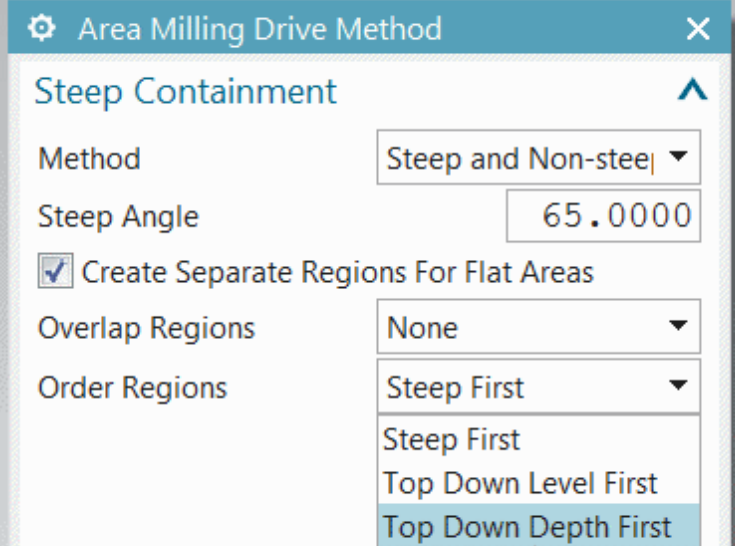 Area Milling Drive Method
Steep Containment
Method Steep and Non-steep
Steep Angle 65.0000
Create Separate Regions For Flat Areas
Overlap Regions None
Order Regions Steep First
Steep First
Top Down Level First
Top Down Depth First